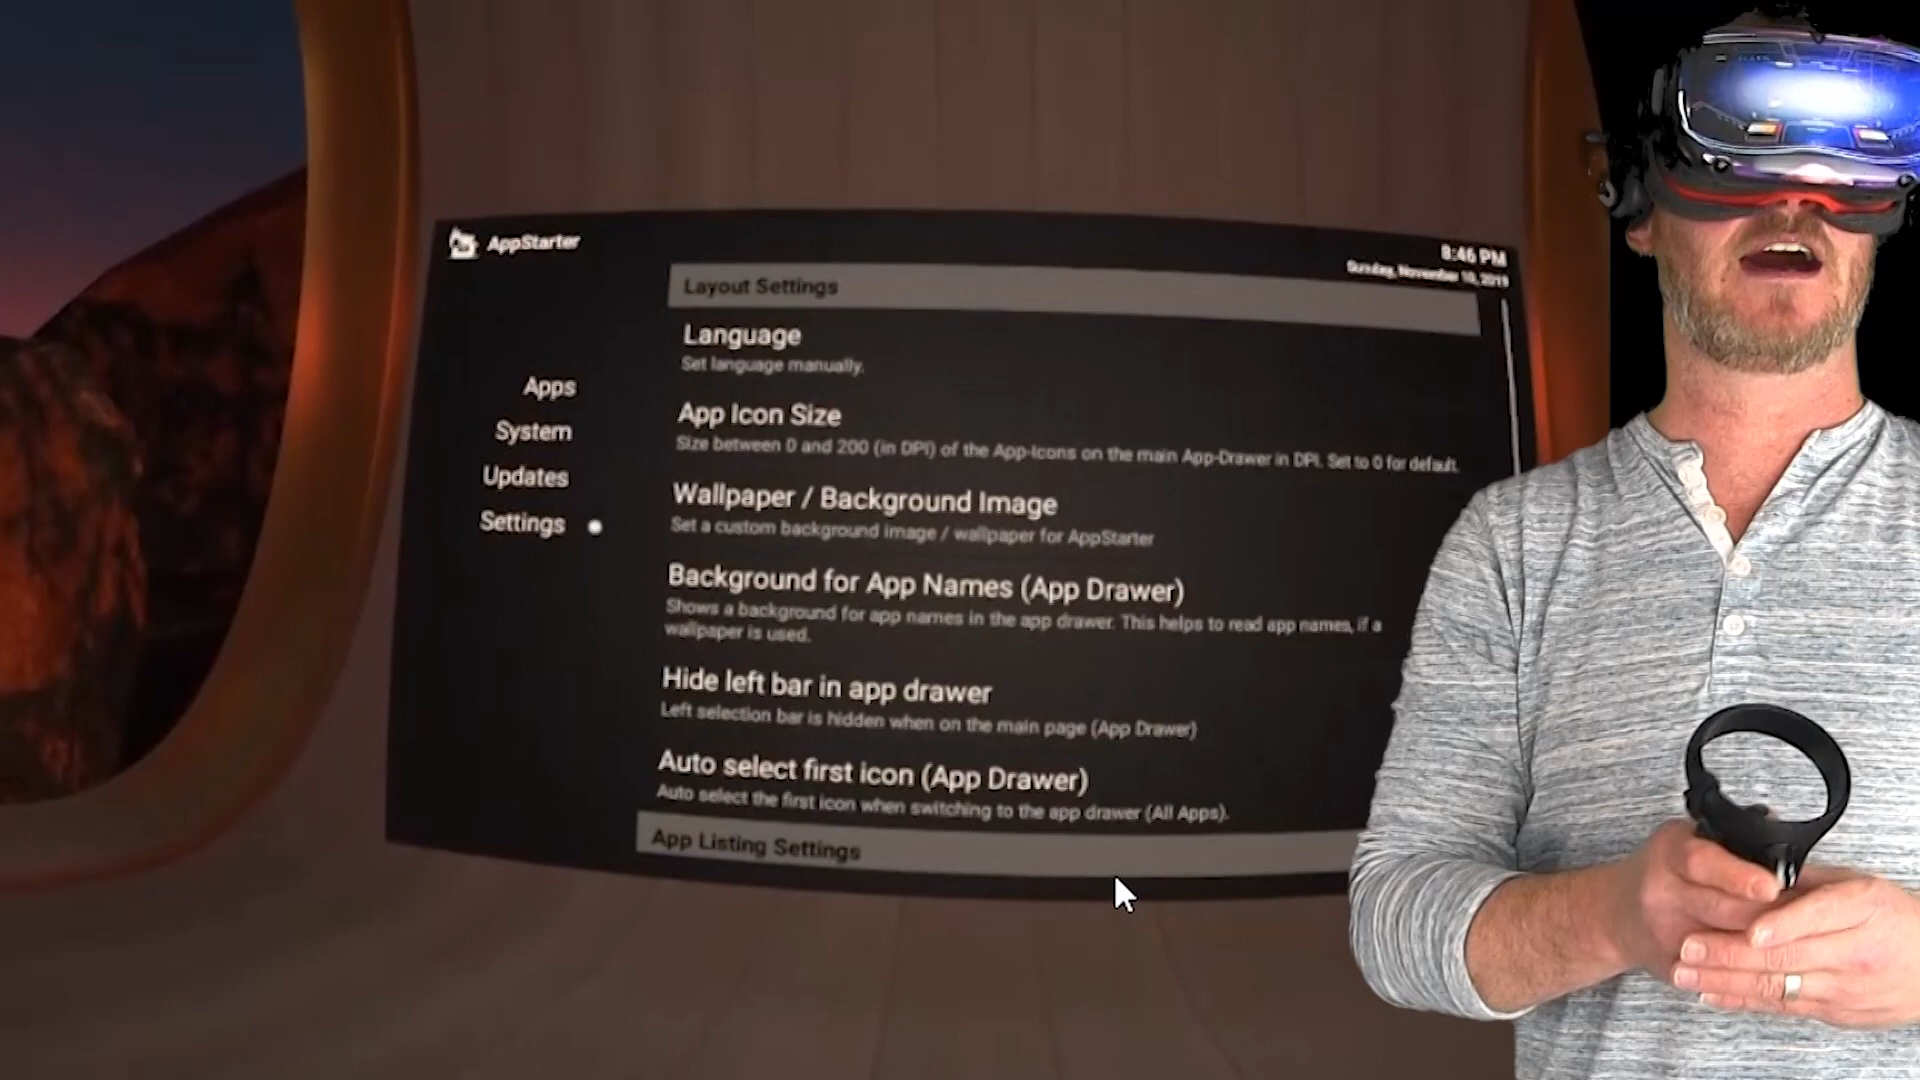 AppStarter
8:46 PM
Sunday, November 10, 2019
Layout Settings
Language
Set language manually.
Apps
System
Updates
Settings
App Icon Size
Size between 0 and 200 (in DPI) of the App-Icons on the main App-Drawer in DPI. Set to 0 for default.
Wallpaper / Background Image
Set a custom background image / wallpaper for AppStarter
Background for App Names (App Drawer)
Shows a background for app names in the app drawer. This helps to read app names, if a
wallpaper is used.
Hide left bar in app drawer
Left selection bar is hidden when on the main page (App Drawer)
Auto select first icon (App Drawer)
Auto select the first icon when switching to the app drawer (All Apps).
App Listing Settings